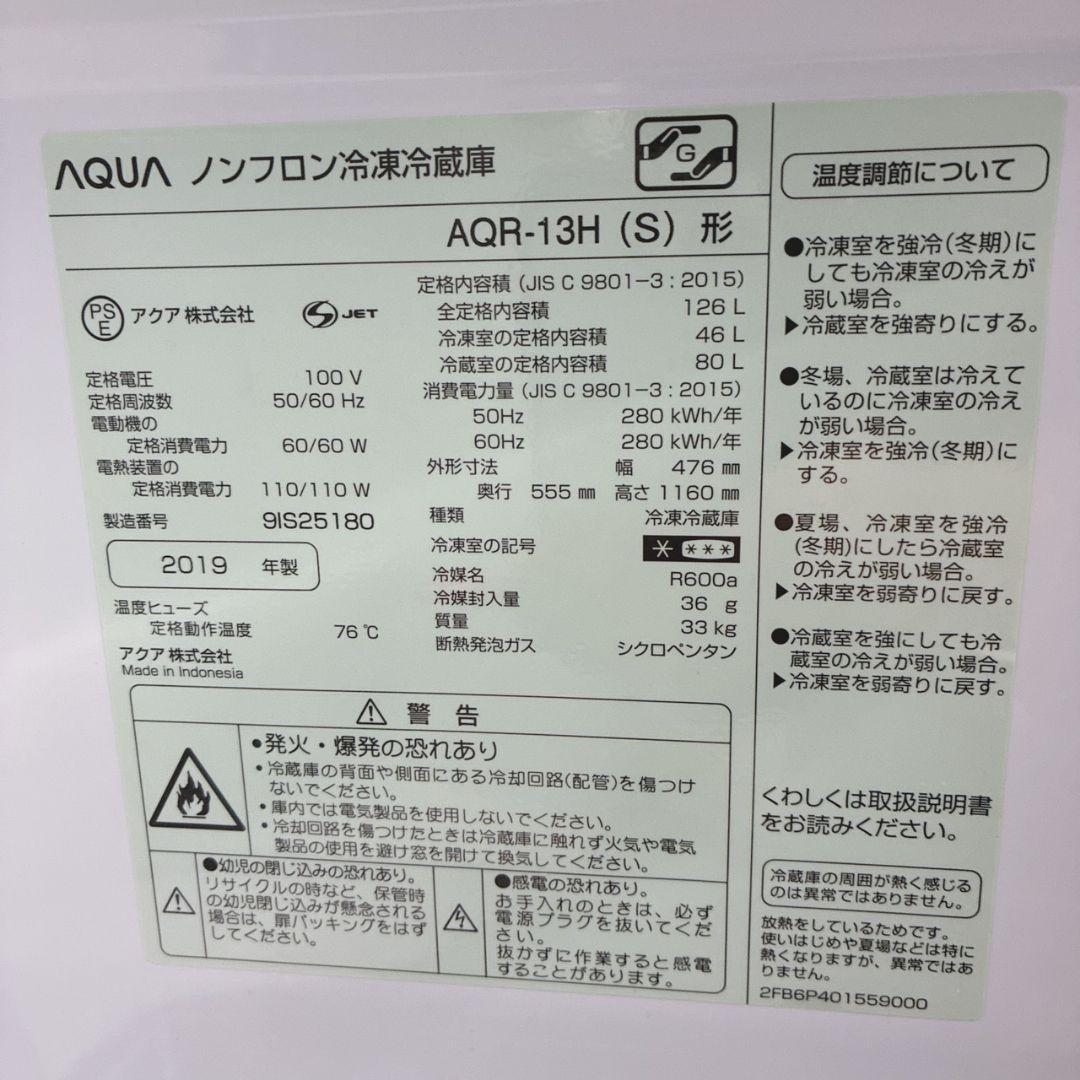 AQUA ノンフロン冷凍冷蔵庫
G
AQR-13H（S）形
PS
E
アクア 株式会社
S JET
定格電圧 100 V
定格周波数 50/60 Hz
電動機の
定格消費電力 60/60 W
電熱装置の
定格消費電力 110/110 W
製造番号 9IS25180
2019 年製
温度ヒューズ
定格動作温度 76 ℃
アクア 株式会社
Made in Indonesia
定格内容積 (JIS C 9801−3 : 2015)
全定格内容積 126 L
冷凍室の定格内容積 46 L
冷蔵室の定格内容積 80 L
消費電力量 (JIS C 9801−3 : 2015)
50Hz 280 kWh/年
60Hz 280 kWh/年
外形寸法 幅 476 ㎜
奥行 555 ㎜ 高さ 1160 ㎜
種類 冷凍冷蔵庫
冷凍室の記号 * ***
冷媒名 R600a
冷媒封入量 36 g
質量 33 kg
断熱発泡ガス シクロペンタン
警 告
•発火・爆発の恐れあり
・冷蔵庫の背面や側面にある冷却回路(配管)を傷つけ
ないでください。
・庫内では電気製品を使用しないでください。
・冷却回路を傷つけたときは冷蔵庫に触れず火気や電気
製品の使用を避け窓を開けて換気してください。
●幼児の閉じ込みの恐れあり。
リサイクルの時など、保管時
の幼児閉じ込みが懸念される
場合は、扉パッキングをはず
してください。
●感電の恐れあり。
お手入れのときは、必ず
電源プラグを抜いてくだ
さい。
抜かずに作業すると感電
することがあります。
温度調節について
●冷凍室を強冷(冬期)に
しても冷凍室の冷えが
弱い場合。
▶冷蔵室を強寄りにする。
●冬場、冷蔵室は冷えて
いるのに冷凍室の冷え
が弱い場合。
▶冷凍室を強冷(冬期)に
する。
●夏場、冷凍室を強冷
(冬期)にしたら冷蔵室
の冷えが弱い場合。
▶冷凍室を弱寄りに戻す。
●冷蔵室を強にしても冷
蔵室の冷えが弱い場合。
▶冷凍室を弱寄りに戻す。
くわしくは取扱説明書
をお読みください。
冷蔵庫の周囲が熱く感じる
のは異常ではありません。
放熱をしているためです。
使いはじめや夏場などは特に
熱くなりますが、異常ではあ
りません。
2FB6P401559000